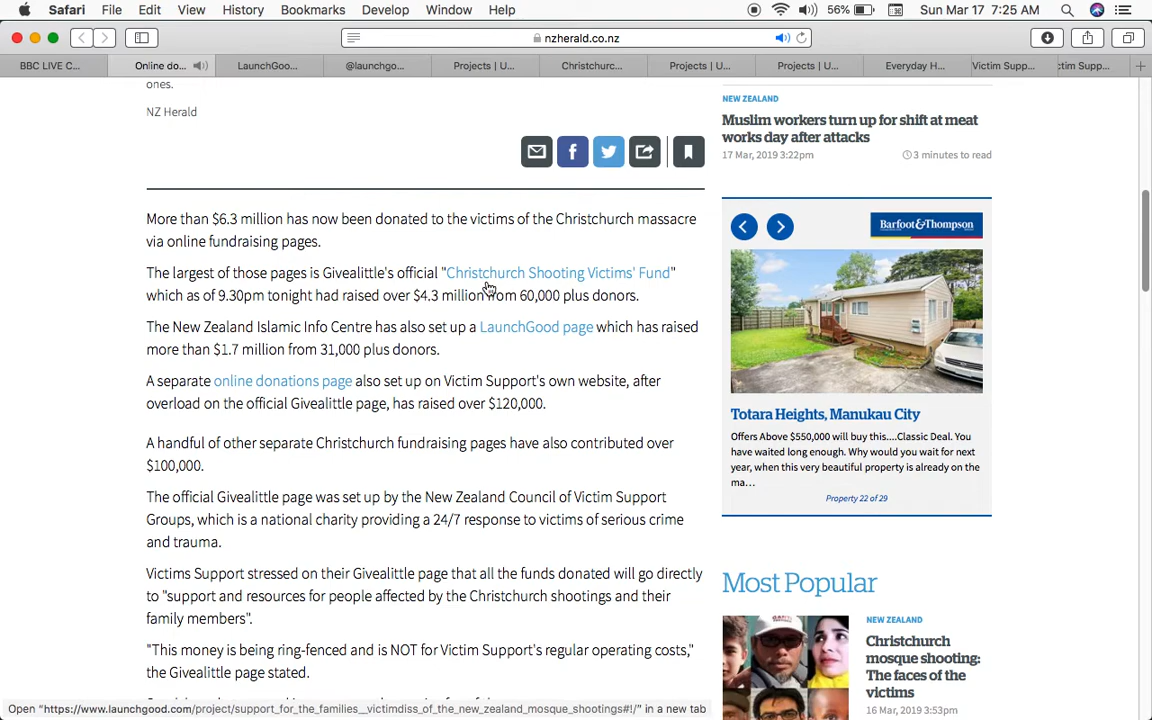 Safari File Edit View History Bookmarks Develop Window Help 56% Sun Mar 17 7:25 AM
nzherald.co.nz
BBC LIVE C... Online do... LaunchGoo... @launchgo... Projects | U... Christchurc... Projects | U... Projects | U... Everyday H... Victim Supp... ctim Supp...
ones.
NZ Herald
More than $6.3 million has now been donated to the victims of the Christchurch massacre
via online fundraising pages.
The largest of those pages is Givealittle's official "Christchurch Shooting Victims' Fund"
which as of 9.30pm tonight had raised over $4.3 million from 60,000 plus donors.
The New Zealand Islamic Info Centre has also set up a LaunchGood page which has raised
more than $1.7 million from 31,000 plus donors.
A separate online donations page also set up on Victim Support's own website, after
overload on the official Givealittle page, has raised over $120,000.
A handful of other separate Christchurch fundraising pages have also contributed over
$100,000.
The official Givealittle page was set up by the New Zealand Council of Victim Support
Groups, which is a national charity providing a 24/7 response to victims of serious crime
and trauma.
Victims Support stressed on their Givealittle page that all the funds donated will go directly
to "support and resources for people affected by the Christchurch shootings and their
family members".
"This money is being ring-fenced and is NOT for Victim Support's regular operating costs,"
the Givealittle page stated.
NEW ZEALAND
Muslim workers turn up for shift at meat
works day after attacks
17 Mar, 2019 3:22pm 3 minutes to read
Barfoot & Thompson
Totara Heights, Manukau City
Offers Above $550,000 will buy this....Classic Deal. You
have waited long enough. Why would you wait for next
year, when this very beautiful property is already on the
ma…
Property 22 of 29
Most Popular
NEW ZEALAND
Christchurch
mosque shooting:
The faces of the
victims
16 Mar, 2019 3:53pm
Open "https://www.launchgood.com/project/support_for_the_families__victimdiss_of_the_new_zealand_mosque_shootings#!/" in a new tab